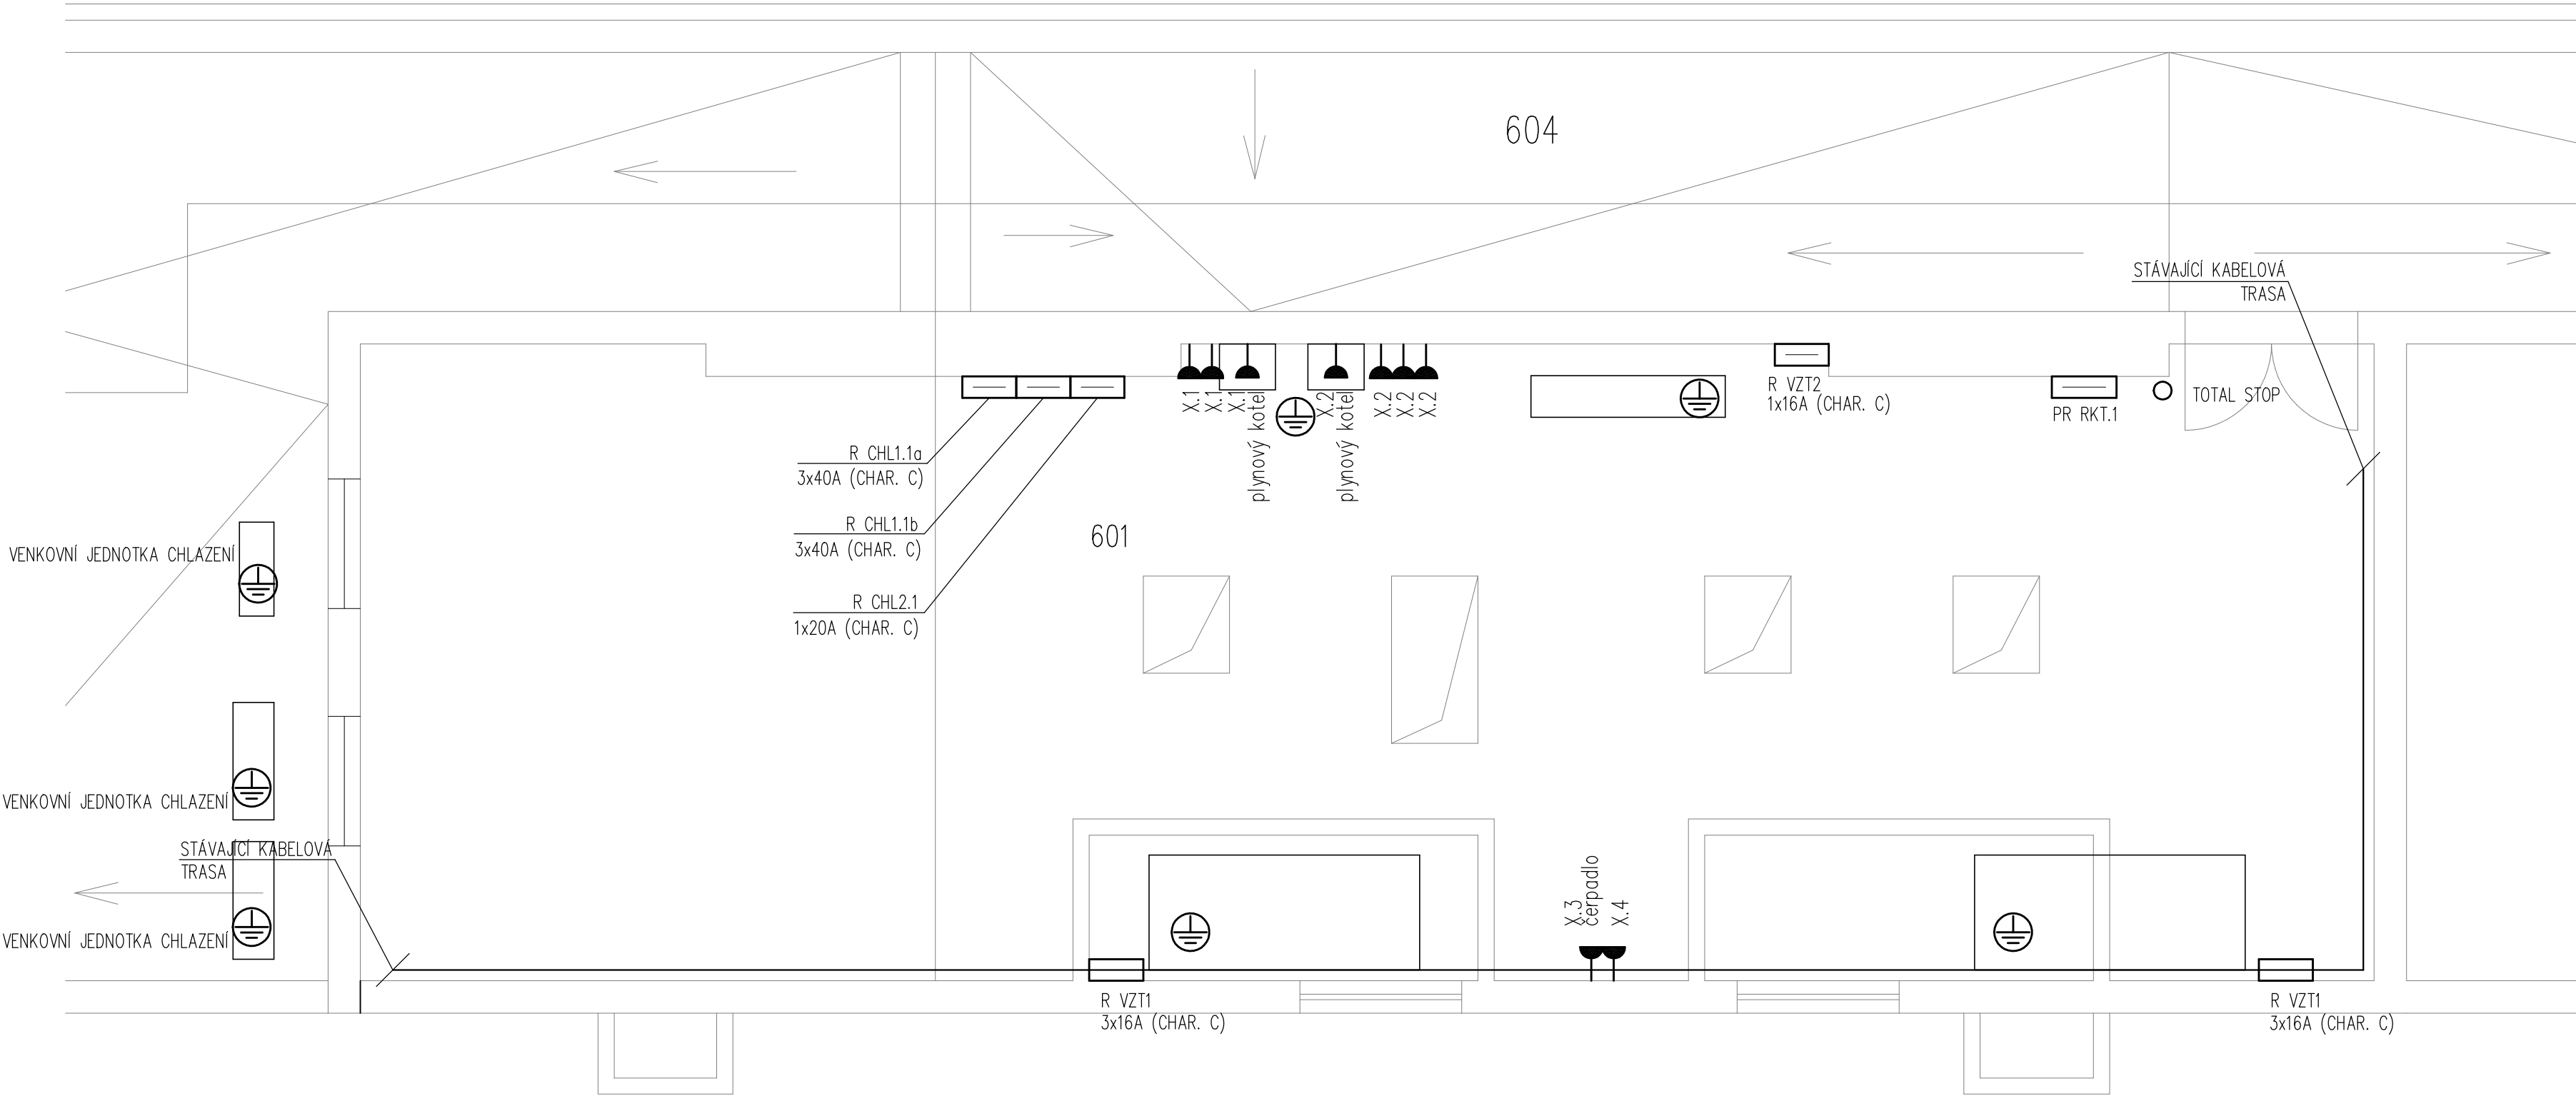 604
STÁVAJÍCÍ KABELOVÁ
TRASA
X.1
X.1
X.1
plynový kotel
X.2
plynový kotel
X.2
X.2
X.2
R VZT2
1x16A (CHAR. C)
PR RKT.1
TOTAL STOP
R CHL1.1a
3x40A (CHAR. C)
R CHL1.1b
3x40A (CHAR. C)
R CHL2.1
1x20A (CHAR. C)
601
VENKOVNÍ JEDNOTKA CHLAZENÍ
VENKOVNÍ JEDNOTKA CHLAZENÍ
STÁVAJÍCÍ KABELOVÁ
TRASA
VENKOVNÍ JEDNOTKA CHLAZENÍ
X.3
čerpadlo
X.4
R VZT1
3x16A (CHAR. C)
R VZT1
3x16A (CHAR. C)